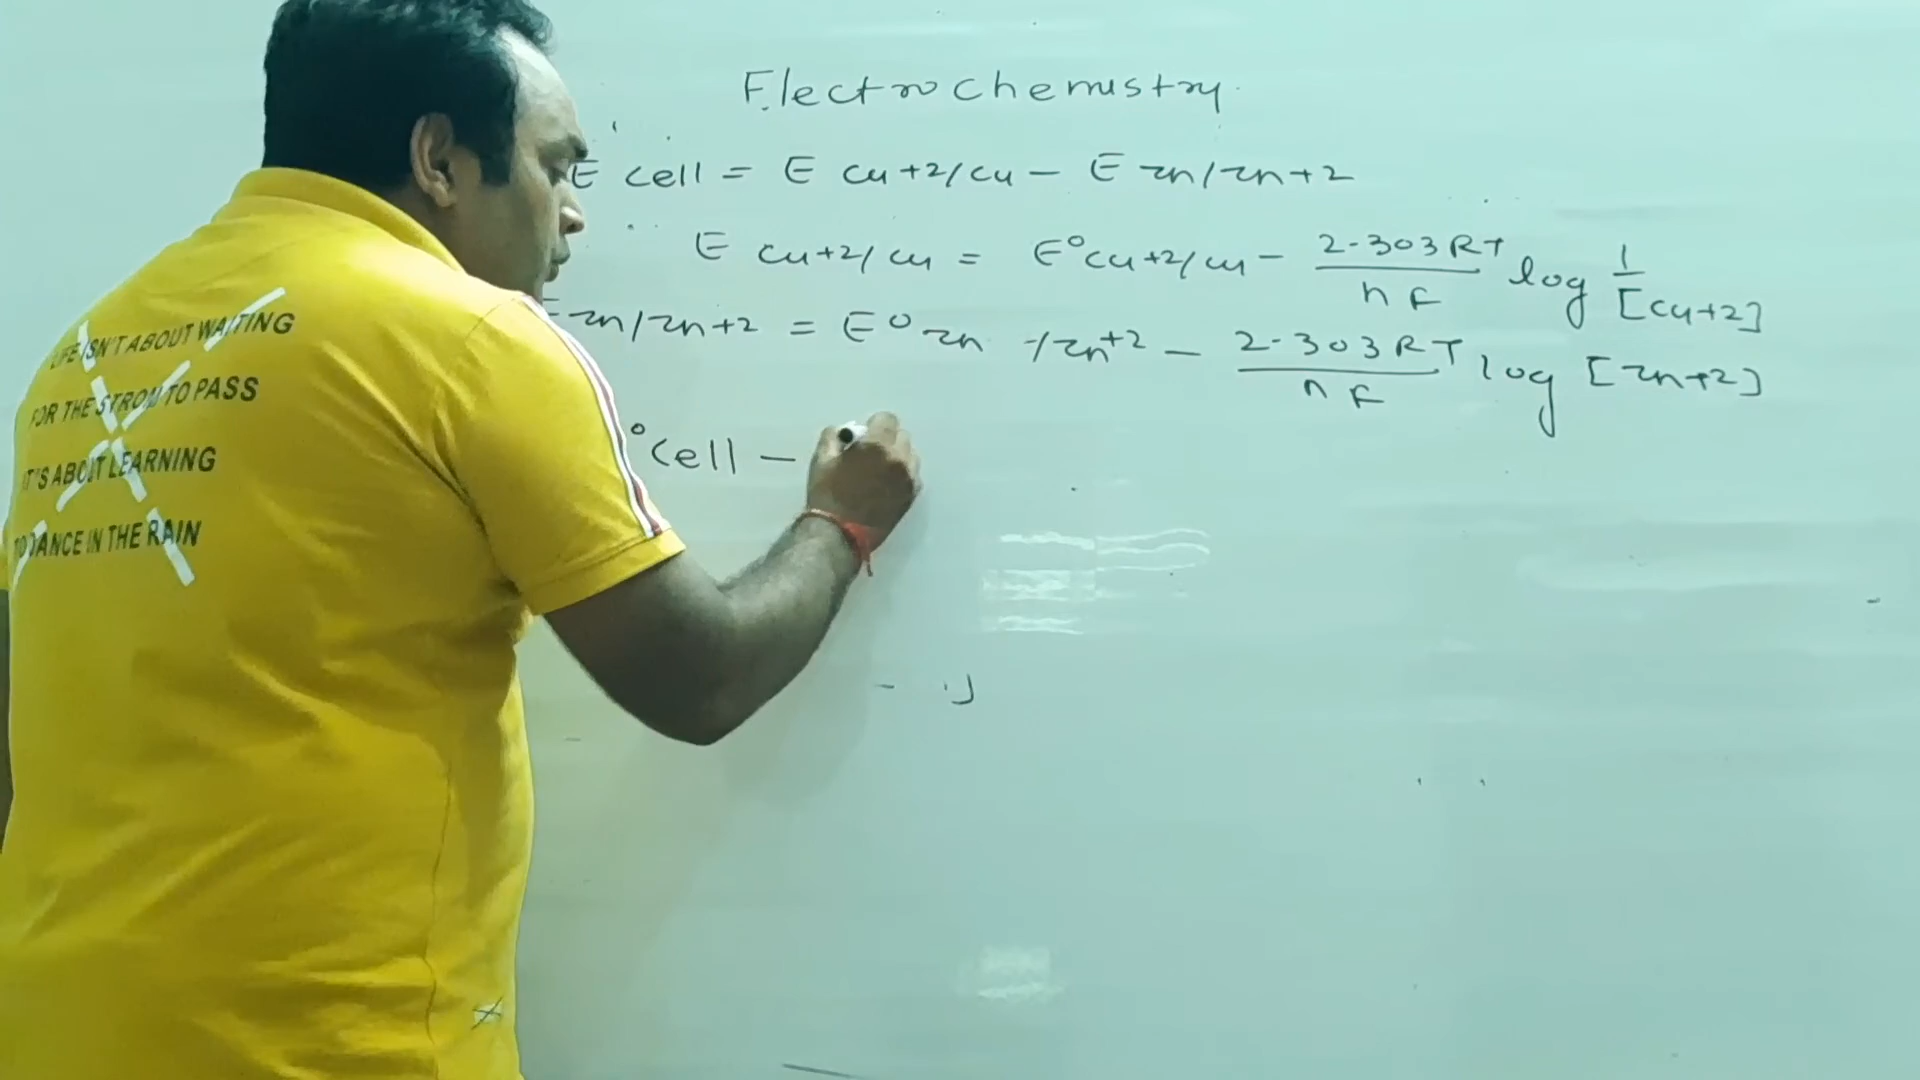 Electrochemistry
E cell = E cu+2/cu - E zn/zn+2
E cu+2/cu = E°cu+2/cu - 2.303RT/nF log 1/[cu+2]
E zn/zn+2 = E°zn/zn+2 - 2.303RT/nF log [zn+2]
°cell -
LIFE ISN'T ABOUT WAITING
FOR THE STROM TO PASS
IT'S ABOUT LEARNING
TO DANCE IN THE RAIN